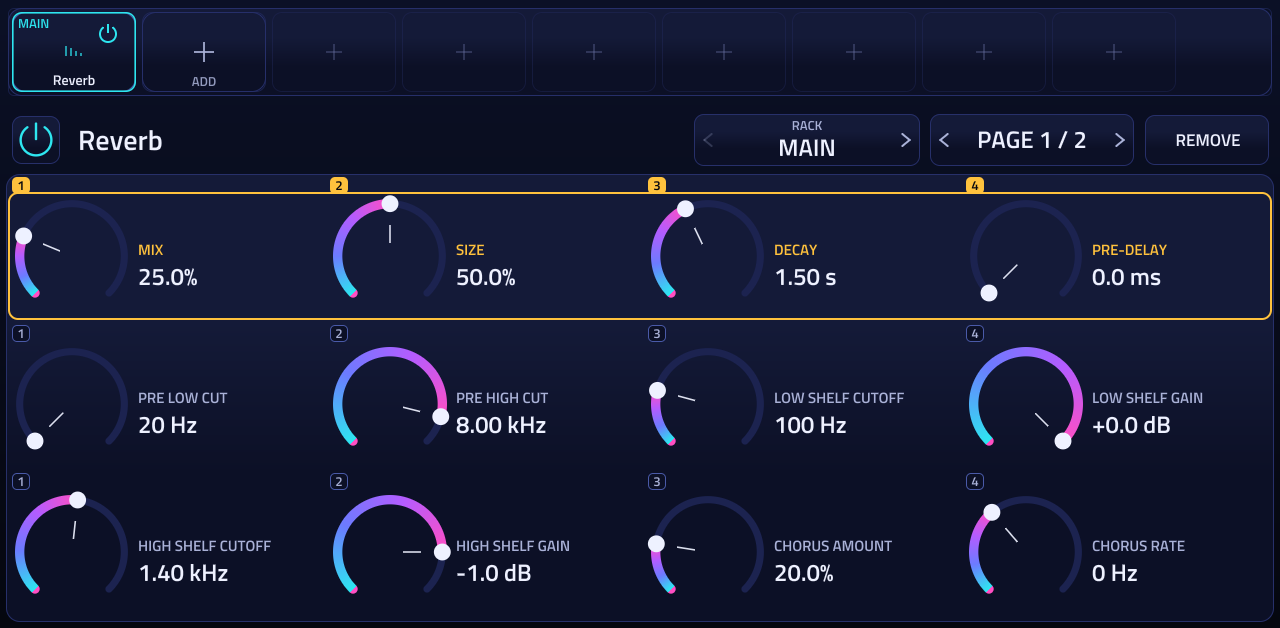 MAIN
Reverb
ADD
Reverb
RACK
MAIN
PAGE 1 / 2
REMOVE
1
MIX
25.0%
2
SIZE
50.0%
3
DECAY
1.50 s
4
PRE-DELAY
0.0 ms
1
PRE LOW CUT
20 Hz
2
PRE HIGH CUT
8.00 kHz
3
LOW SHELF CUTOFF
100 Hz
4
LOW SHELF GAIN
+0.0 dB
1
HIGH SHELF CUTOFF
1.40 kHz
2
HIGH SHELF GAIN
-1.0 dB
3
CHORUS AMOUNT
20.0%
4
CHORUS RATE
0 Hz